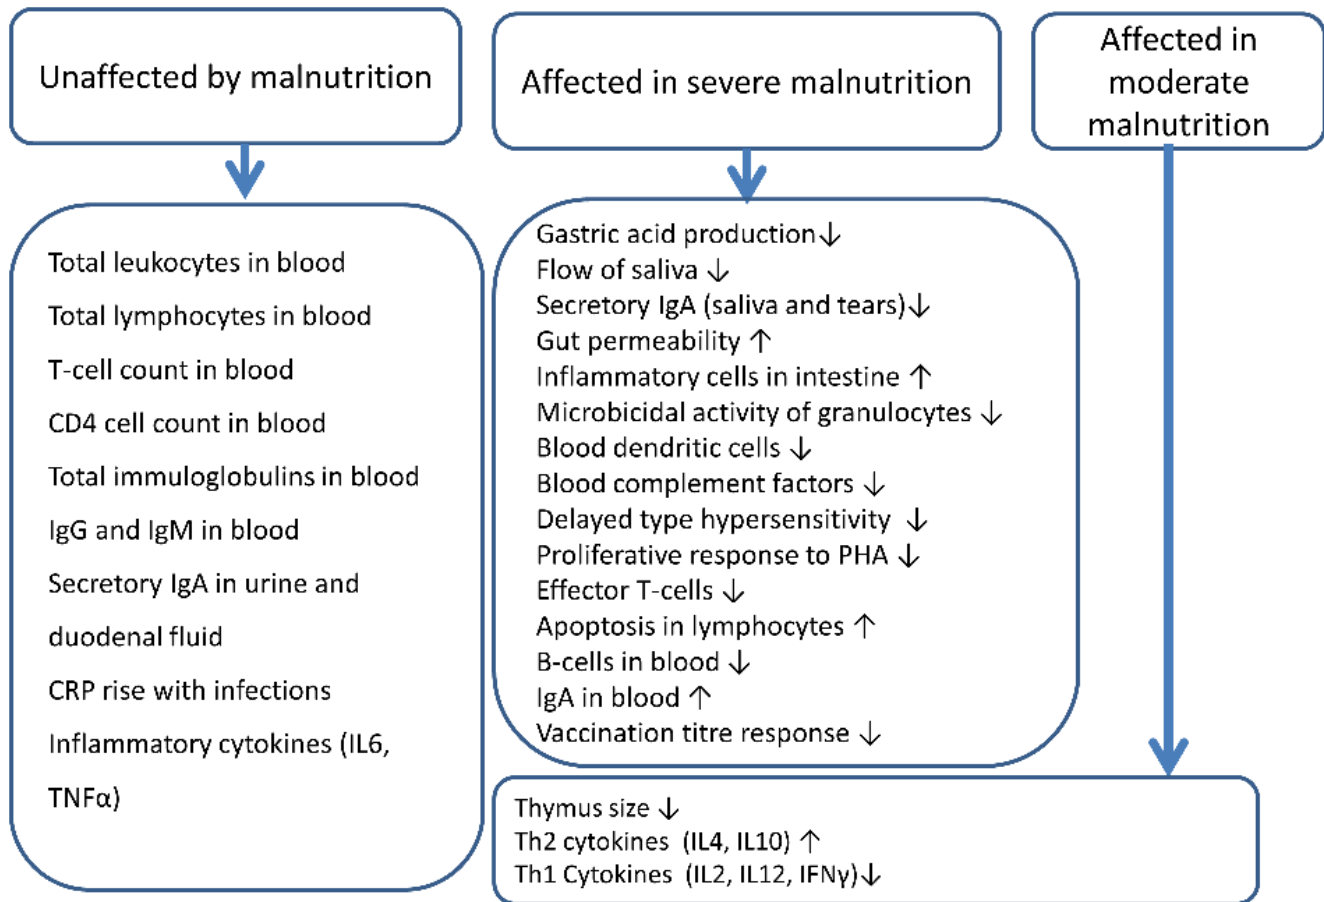 Unaffected by malnutrition
Affected in severe malnutrition
Affected in
moderate
malnutrition
Total leukocytes in blood
Total lymphocytes in blood
T-cell count in blood
CD4 cell count in blood
Total immuloglobulins in blood
IgG and IgM in blood
Secretory IgA in urine and
duodenal fluid
CRP rise with infections
Inflammatory cytokines (IL6,
TNFα)
Gastric acid production↓
Flow of saliva ↓
Secretory IgA (saliva and tears)↓
Gut permeability ↑
Inflammatory cells in intestine ↑
Microbicidal activity of granulocytes ↓
Blood dendritic cells ↓
Blood complement factors ↓
Delayed type hypersensitivity ↓
Proliferative response to PHA ↓
Effector T-cells ↓
Apoptosis in lymphocytes ↑
B-cells in blood ↓
IgA in blood ↑
Vaccination titre response ↓
Thymus size ↓
Th2 cytokines (IL4, IL10) ↑
Th1 Cytokines (IL2, IL12, IFNγ)↓